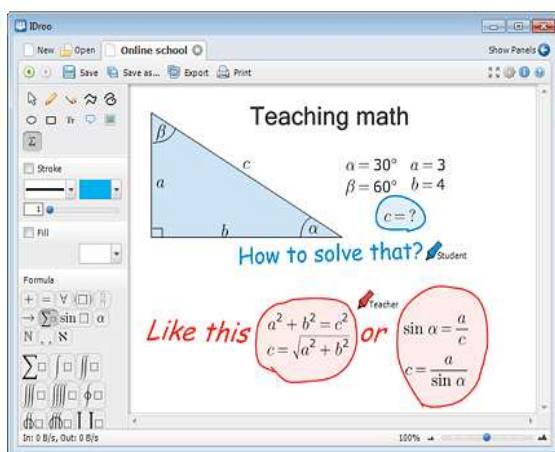 IDroo
New Open Online school Show Panels
Save Save as... Export Print
Tr
Σ
Stroke
1
Fill
Formula
+ = ∀ (□)
→ ∑□ sin □ α
ℕ , , ℵ
∑□ ∫□ ∬□
∭□ ⨌□ ∮□
Teaching math
β
c
a
b
α
α = 30° a = 3
β = 60° b = 4
c = ?
How to solve that? Student
Teacher
Like this a² + b² = c² or sin α = a/c
c = √a² + b² c = a/sin α
In: 0 B/s, Out: 0 B/s 100%